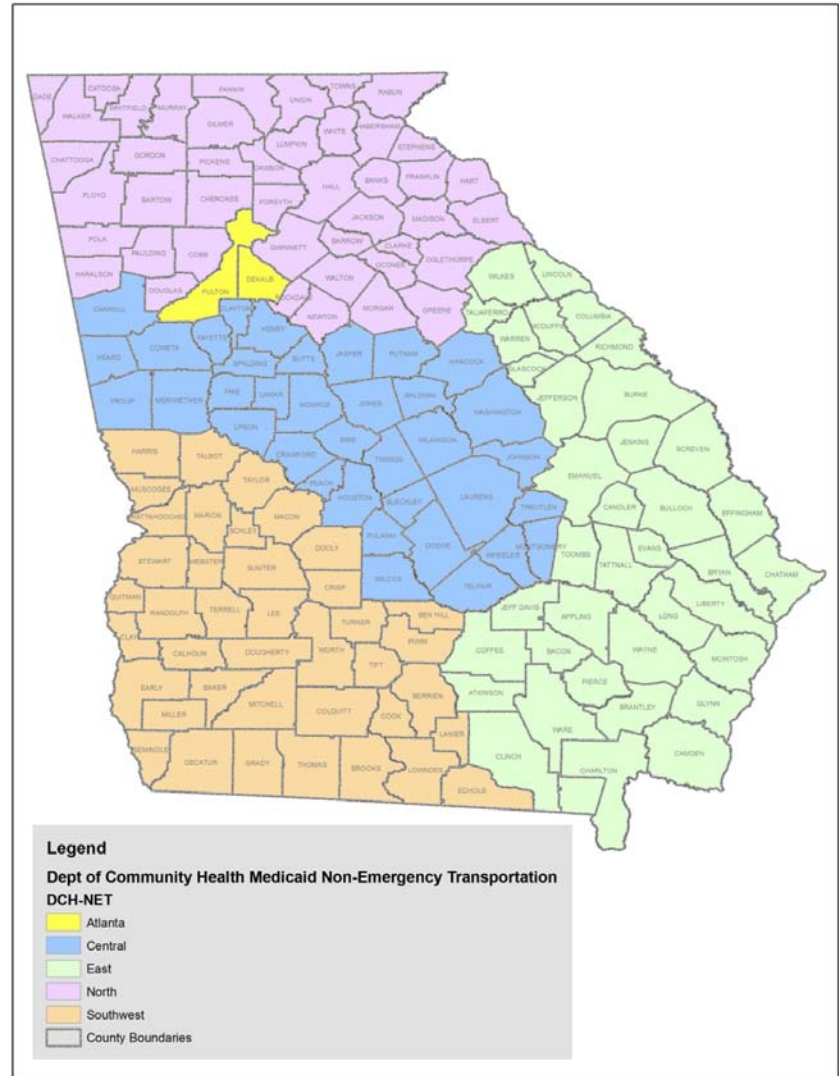 DADE
CATOOSA
WHITFIELD
MURRAY
FANNIN
UNION
TOWNS
RABUN
WALKER
GILMER
LUMPKIN
WHITE
HABERSHAM
STEPHENS
CHATTOOGA
GORDON
PICKENS
DAWSON
HALL
BANKS
FRANKLIN
HART
FLOYD
BARTOW
CHEROKEE
FORSYTH
JACKSON
MADISON
ELBERT
POLK
PAULDING
COBB
GWINNETT
BARROW
CLARKE
OCONEE
OGLETHORPE
HARALSON
DOUGLAS
FULTON
DEKALB
ROCKDALE
WALTON
NEWTON
MORGAN
GREENE
WILKES
LINCOLN
CARROLL
CLAYTON
HENRY
TALIAFERRO
MCDUFFIE
COLUMBIA
HEARD
COWETA
FAYETTE
SPALDING
BUTTS
JASPER
PUTNAM
HANCOCK
WARREN
RICHMOND
GLASCOCK
TROUP
MERIWETHER
PIKE
LAMAR
MONROE
JONES
BALDWIN
WASHINGTON
JEFFERSON
BURKE
UPSON
BIBB
WILKINSON
JENKINS
SCREVEN
HARRIS
TALBOT
CRAWFORD
TWIGGS
JOHNSON
EMANUEL
MUSCOGEE
TAYLOR
PEACH
HOUSTON
BLECKLEY
LAURENS
TREUTLEN
CANDLER
BULLOCH
EFFINGHAM
CHATTAHOOCHEE
MARION
SCHLEY
MACON
PULASKI
DODGE
WHEELER
MONTGOMERY
TOOMBS
TATTNALL
EVANS
BRYAN
CHATHAM
STEWART
WEBSTER
SUMTER
DOOLY
CRISP
WILCOX
TELFAIR
LIBERTY
QUITMAN
RANDOLPH
TERRELL
LEE
TURNER
BEN HILL
JEFF DAVIS
APPLING
LONG
CLAY
CALHOUN
DOUGHERTY
WORTH
TIFT
IRWIN
COFFEE
BACON
WAYNE
MCINTOSH
EARLY
BAKER
MITCHELL
COLQUITT
COOK
BERRIEN
ATKINSON
PIERCE
BRANTLEY
GLYNN
MILLER
LANIER
WARE
SEMINOLE
DECATUR
GRADY
THOMAS
BROOKS
LOWNDES
ECHOLS
CLINCH
CHARLTON
CAMDEN
Legend
Dept of Community Health Medicaid Non-Emergency Transportation
DCH-NET
Atlanta
Central
East
North
Southwest
County Boundaries